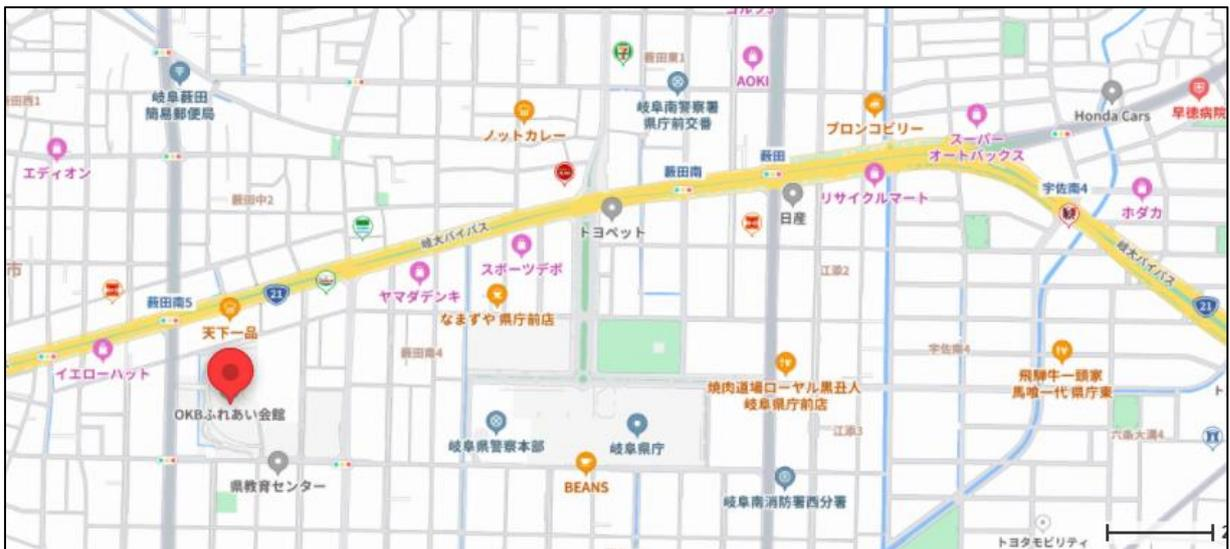 薮田東1
AOKI
岐阜薮田
簡易郵便局
岐阜南警察署
県庁前交番
ブロンコビリー
Honda Cars
早徳病院
ノットカレー
スーパー
オートバックス
エディオン
薮田
薮田南
リサイクルマート
宇佐南4
ホダカ
薮田中2
日産
トヨペット
岐大バイパス
岐大バイパス
スポーツデポ
市
江添2
ヤマダデンキ
21
21
薮田南5
なまずや 県庁前店
天下一品
薮田南4
宇佐南4
イエローハット
焼肉道場ローヤル黒丑人
岐阜県庁前店
飛騨牛一頭家
馬喰一代 県庁東
OKBふれあい会館
岐阜県警察本部
岐阜県庁
江添3
六条大溝4
県教育センター
BEANS
岐阜南消防署西分署
トヨタモビリティ